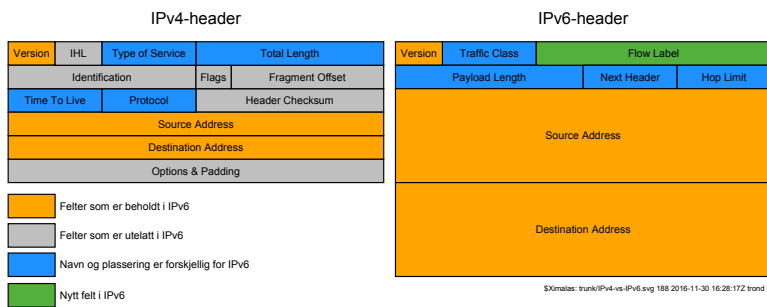 IPv4-header
Version IHL Type of Service Total Length
Identification Flags Fragment Offset
Time To Live Protocol Header Checksum
Source Address
Destination Address
Options & Padding
Felter som er beholdt i IPv6
Felter som er utelatt i IPv6
Navn og plassering er forskjellig for IPv6
Nytt felt i IPv6
IPv6-header
Version Traffic Class Flow Label
Payload Length Next Header Hop Limit
Source Address
Destination Address
$Ximalas: trunk/IPv4-vs-IPv6.svg 188 2016-11-30 16:28:17Z trond